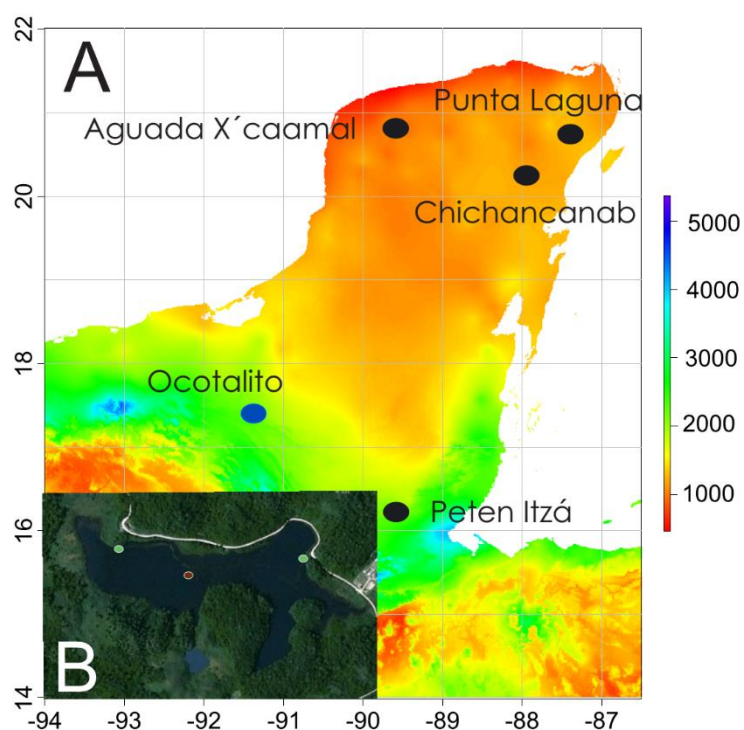 22
A
Punta Laguna
Aguada X´caamal
20
Chichancanab
5000
4000
18
3000
Ocotalito
2000
1000
16
Peten Itzá
B
14
-94 -93 -92 -91 -90 -89 -88 -87